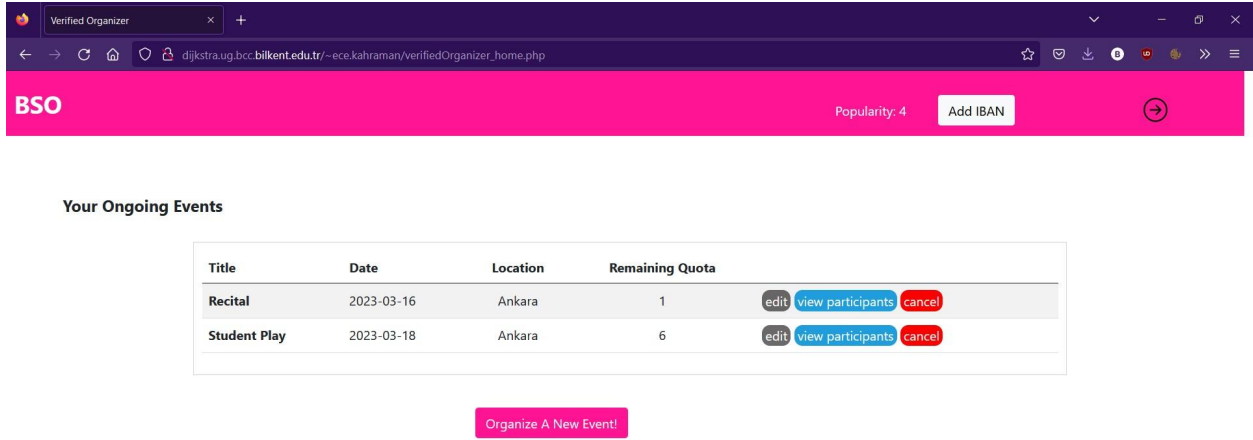 Verified Organizer
dijkstra.ug.bcc.bilkent.edu.tr/~ece.kahraman/verifiedOrganizer_home.php
BSO
Popularity: 4
Add IBAN
Your Ongoing Events
Title Date Location Remaining Quota
Recital 2023-03-16 Ankara 1 edit view participants cancel
Student Play 2023-03-18 Ankara 6 edit view participants cancel
Organize A New Event!